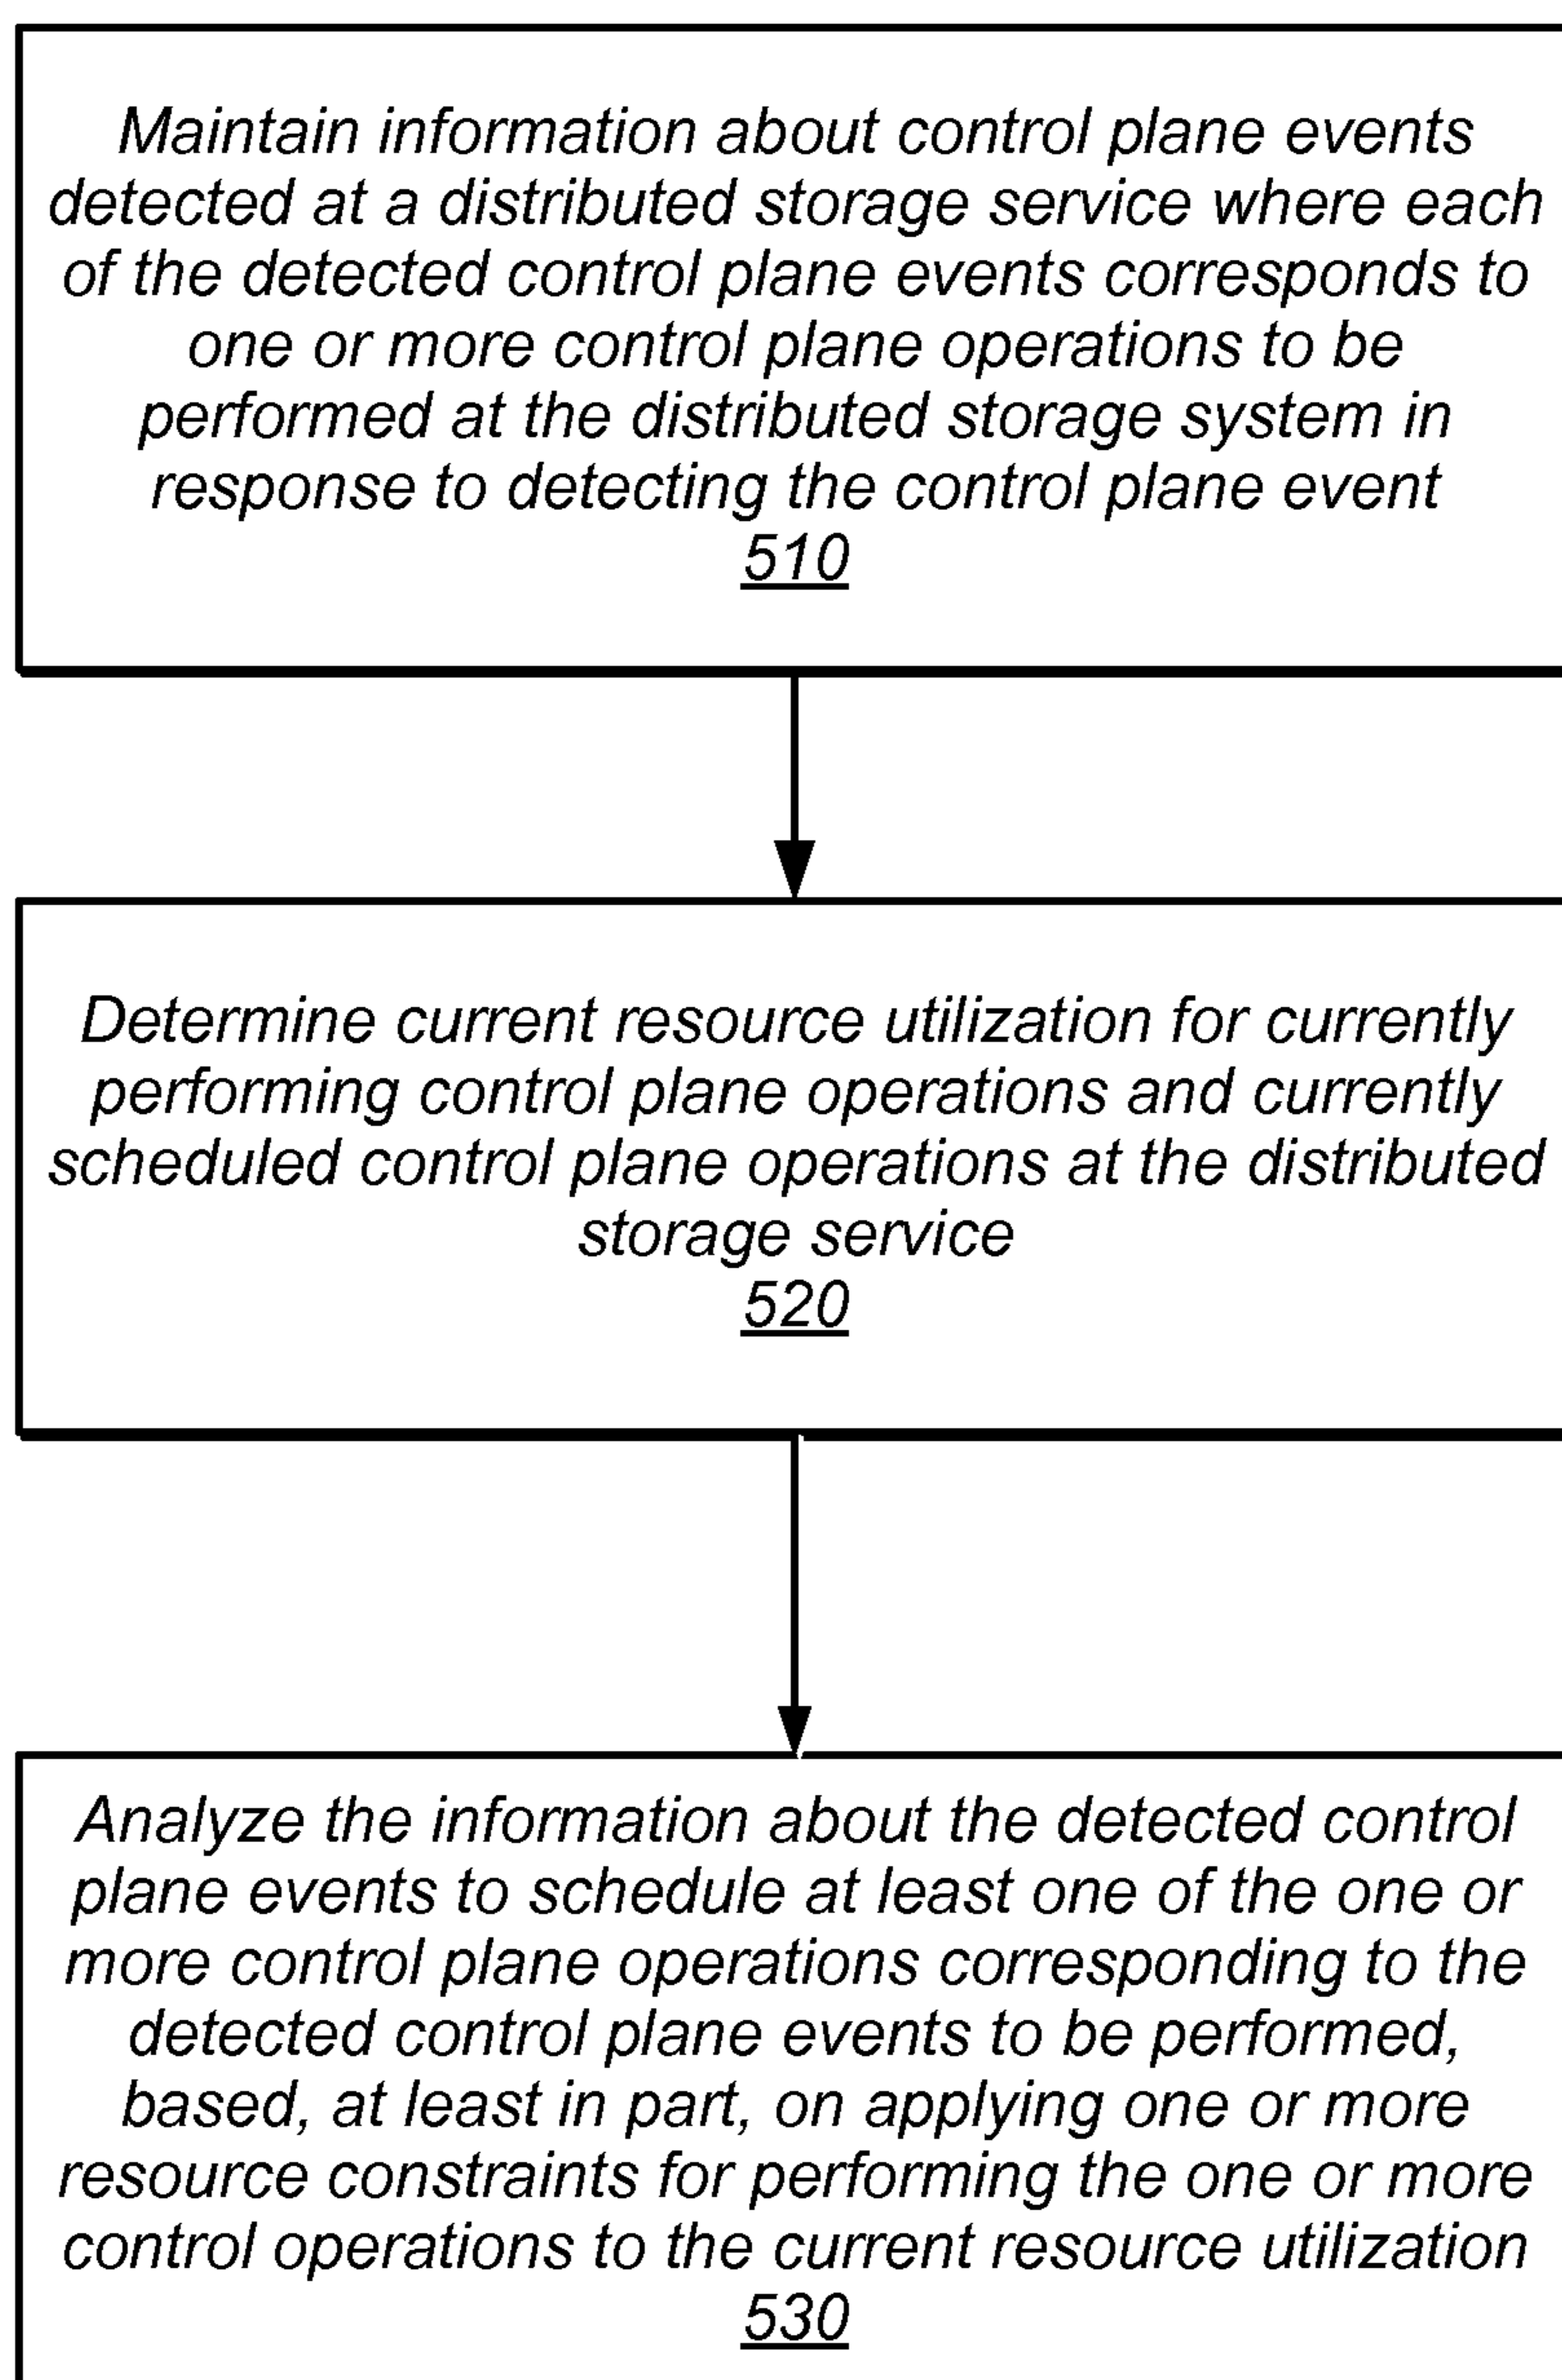 Maintain information about control plane events
detected at a distributed storage service where each
of the detected control plane events corresponds to
one or more control plane operations to be
performed at the distributed storage system in
response to detecting the control plane event
510
Determine current resource utilization for currently
performing control plane operations and currently
scheduled control plane operations at the distributed
storage service
520
Analyze the information about the detected control
plane events to schedule at least one of the one or
more control plane operations corresponding to the
detected control plane events to be performed,
based, at least in part, on applying one or more
resource constraints for performing the one or more
control operations to the current resource utilization
530